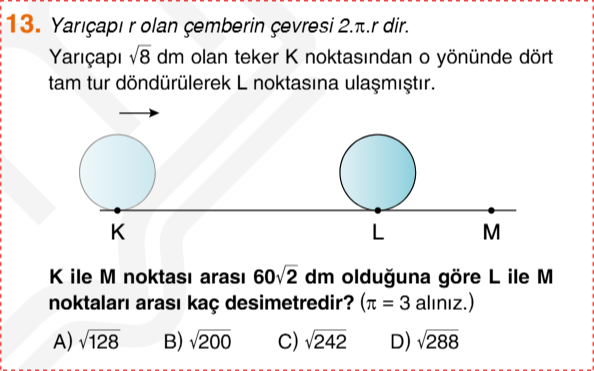 13. Yarıçapı r olan çemberin çevresi 2.π.r dir.
Yarıçapı √8 dm olan teker K noktasından o yönünde dört
tam tur döndürülerek L noktasına ulaşmıştır.
K L M
K ile M noktası arası 60√2 dm olduğuna göre L ile M
noktaları arası kaç desimetredir? (π = 3 alınız.)
A) √128 B) √200 C) √242 D) √288